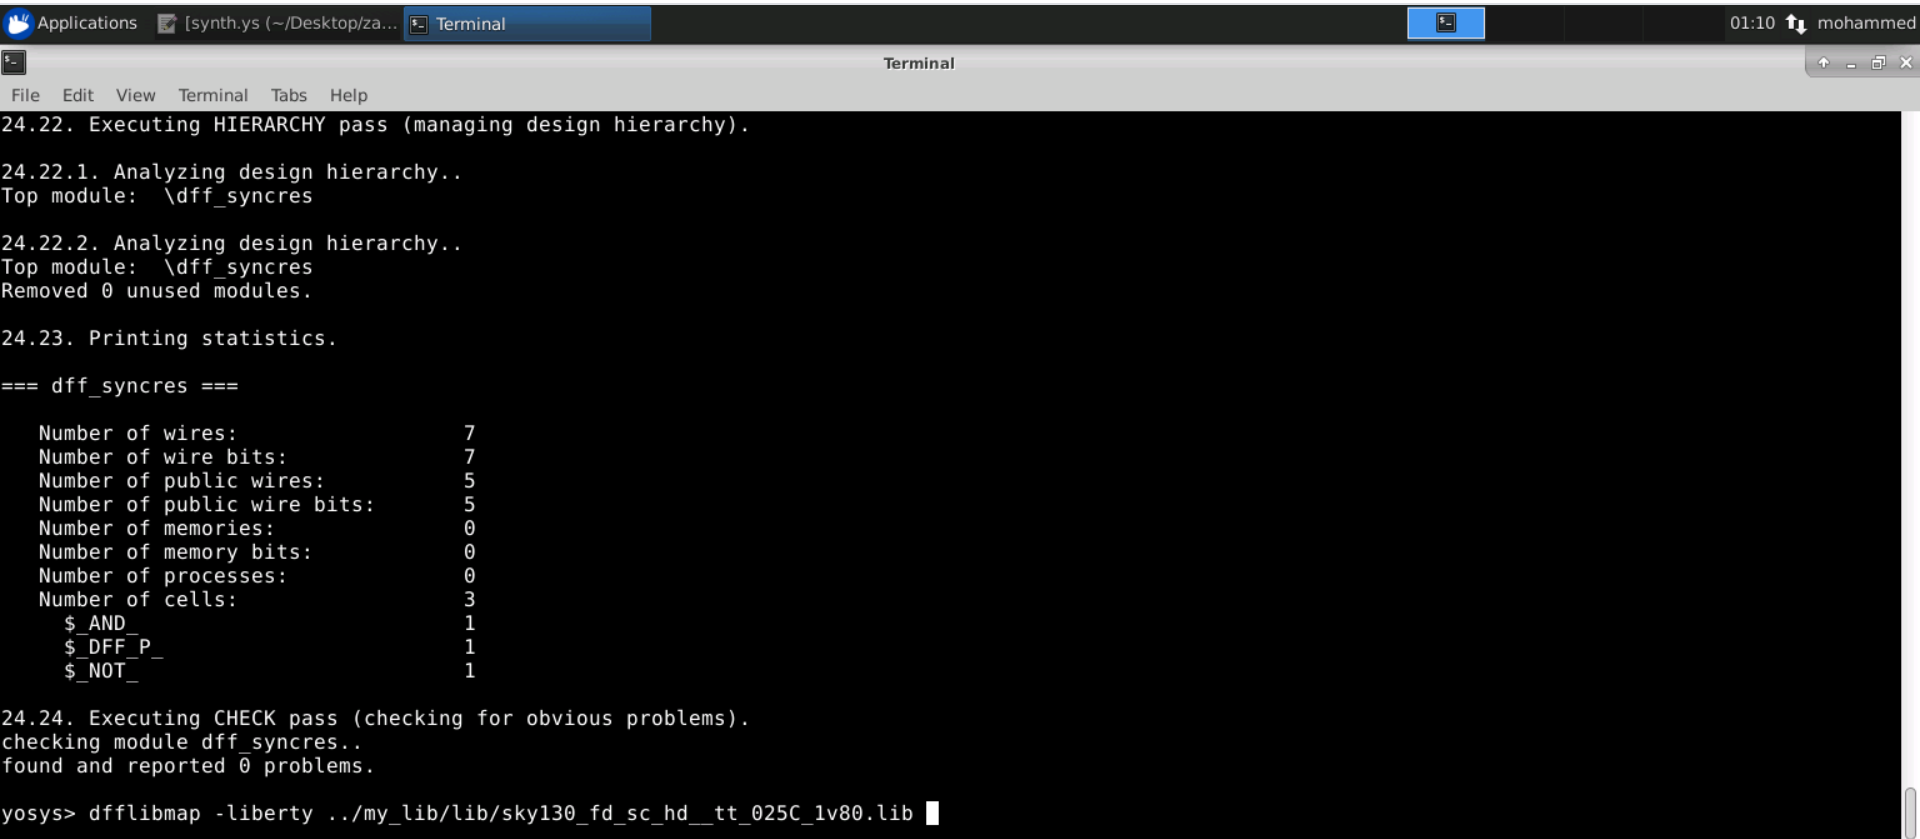 Applications [synth.ys (~/Desktop/za... Terminal 01:10 mohammed
Terminal
File Edit View Terminal Tabs Help
24.22. Executing HIERARCHY pass (managing design hierarchy).
24.22.1. Analyzing design hierarchy..
Top module:  \dff_syncres
24.22.2. Analyzing design hierarchy..
Top module:  \dff_syncres
Removed 0 unused modules.
24.23. Printing statistics.
=== dff_syncres ===
Number of wires: 7
Number of wire bits: 7
Number of public wires: 5
Number of public wire bits: 5
Number of memories: 0
Number of memory bits: 0
Number of processes: 0
Number of cells: 3
$_AND_ 1
$_DFF_P_ 1
$_NOT_ 1
24.24. Executing CHECK pass (checking for obvious problems).
checking module dff_syncres..
found and reported 0 problems.
yosys> dfflibmap -liberty ../my_lib/lib/sky130_fd_sc_hd__tt_025C_1v80.lib